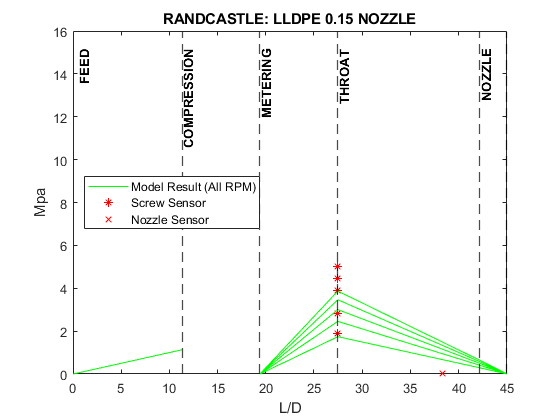 RANDCASTLE: LLDPE 0.15 NOZZLE
16
14
12
10
8
6
4
2
0
Mpa
FEED
COMPRESSION
METERING
THROAT
NOZZLE
Model Result (All RPM)
Screw Sensor
Nozzle Sensor
0 5 10 15 20 25 30 35 40 45
L/D